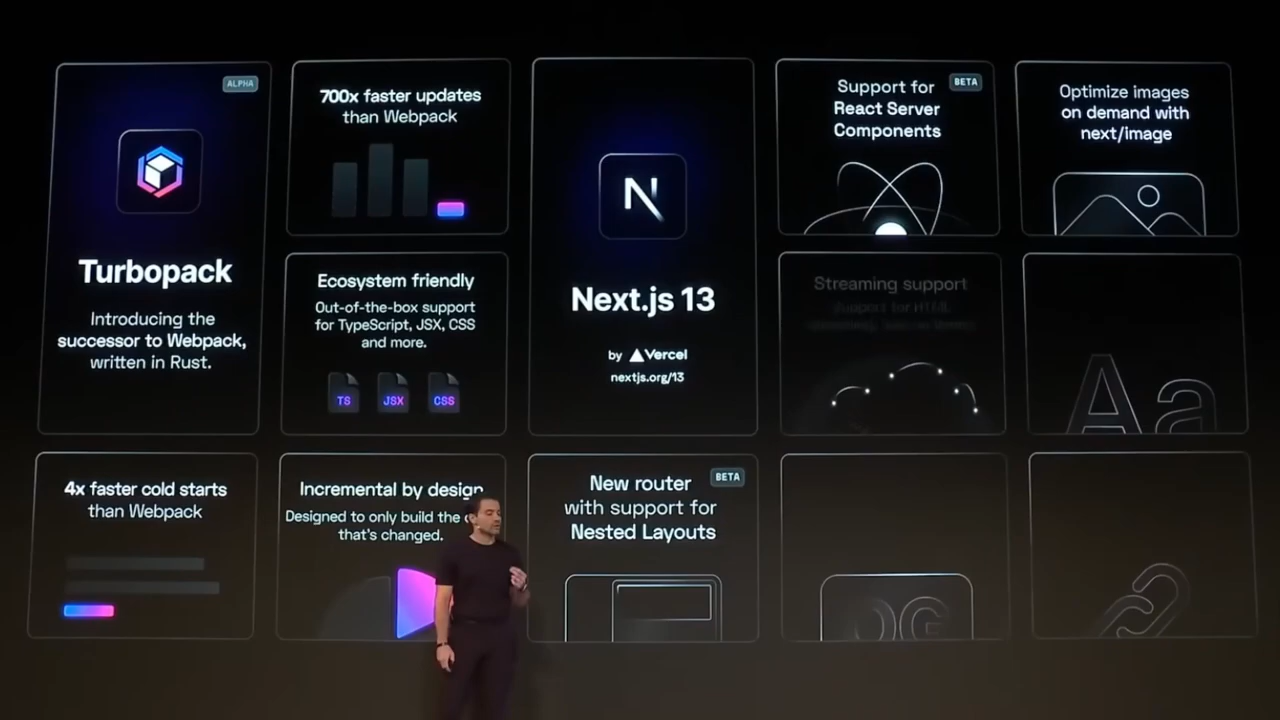 ALPHA
Turbopack
Introducing the
successor to Webpack,
written in Rust.
700x faster updates
than Webpack
Ecosystem friendly
Out-of-the-box support
for TypeScript, JSX, CSS
and more.
TS
JSX
CSS
N
Next.js 13
by Vercel
nextjs.org/13
Support for
BETA
React Server
Components
Optimize images
on demand with
next/image
Streaming support
Support for HTML
Aa
4x faster cold starts
than Webpack
Incremental by design
Designed to only build the
that's changed.
New router
BETA
with support for
Nested Layouts
OG